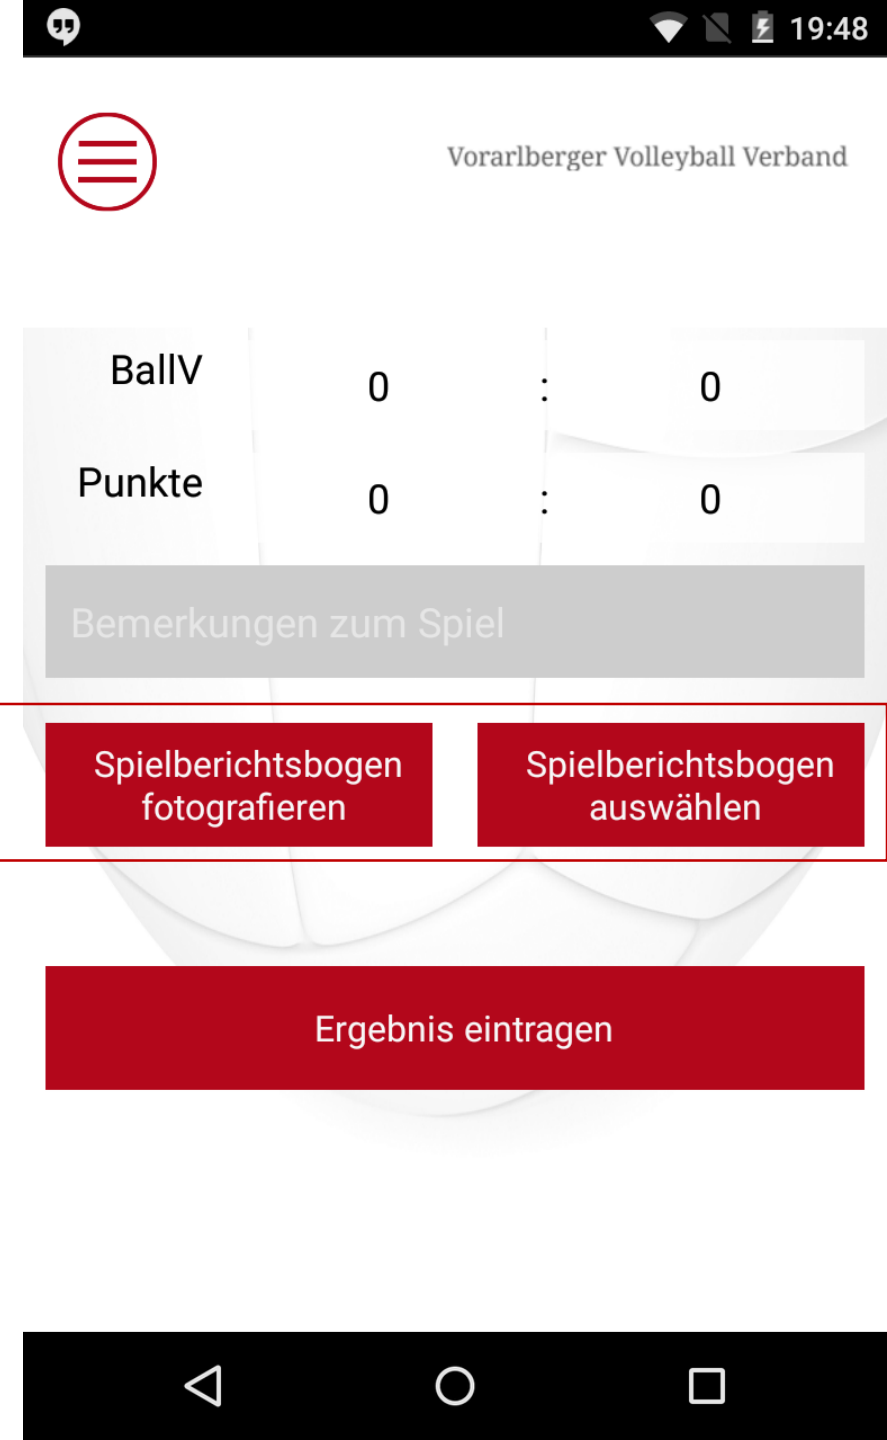 19:48
Vorarlberger Volleyball Verband
BallV 0 : 0
Punkte 0 : 0
Bemerkungen zum Spiel
Spielberichtsbogen
fotografieren
Spielberichtsbogen
auswählen
Ergebnis eintragen